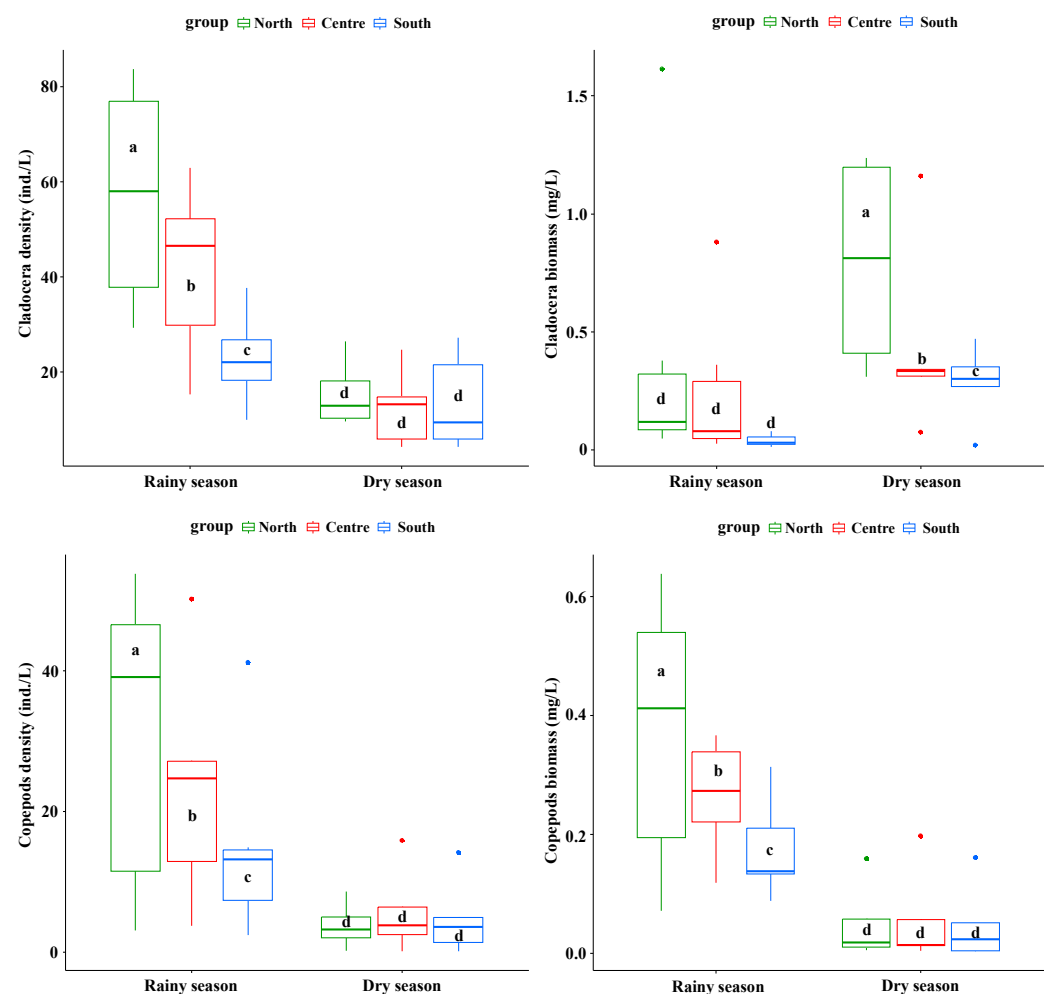 group North Centre South
Cladocera density (ind./L)
80
60
40
20
a
b
c
d
d
d
Rainy season Dry season
group North Centre South
Cladocera biomass (mg/L)
1.5
1.0
0.5
0
d
d
d
a
b
c
Rainy season Dry season
group North Centre South
Copepods density (ind./L)
40
20
0
a
b
c
d
d
d
Rainy season Dry season
group North Centre South
Copepods biomass (mg/L)
0.6
0.4
0.2
0.0
a
b
c
d
d
d
Rainy season Dry season